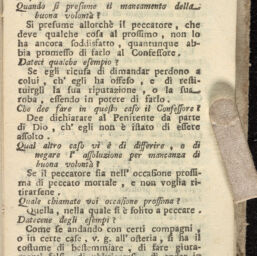 Quando si presume il mancamento della
buona volontà?
Si presume allorchè il peccatore, che
deve qualche cosa al prossimo, non lo
ha ancora soddisfatto, quantunque ab-
bia promesso di farlo al Confessore.
Dateci qualche esempio?
Se egli ricusa di dimandar perdono a
colui, ch' egli ha offeso, e di resti-
tuirgli la sua riputazione, o la sua
roba, essendo in potere di farlo.
Che dee fare in questo caso il Confessore?
Dee dichiarare al Penitente da parte
di Dio, ch' egli non è istato di essere
assolto.
Qual altro caso vi è di differire, o di
negare l' assoluzione per mancanza di
buona volontà?
Se il peccatore sia nell' occasione prossi-
ma di peccato mortale, e non voglia ri-
tirarsene.
Quale chiamate voi occasione prossima?
Quella, nella quale si è solito a peccare.
Datecene degli esempi?
Come se andando con certi compagni,
o in certe case, v. g. all' osteria, si sia il
costume di bestemmiare, di fare giura-